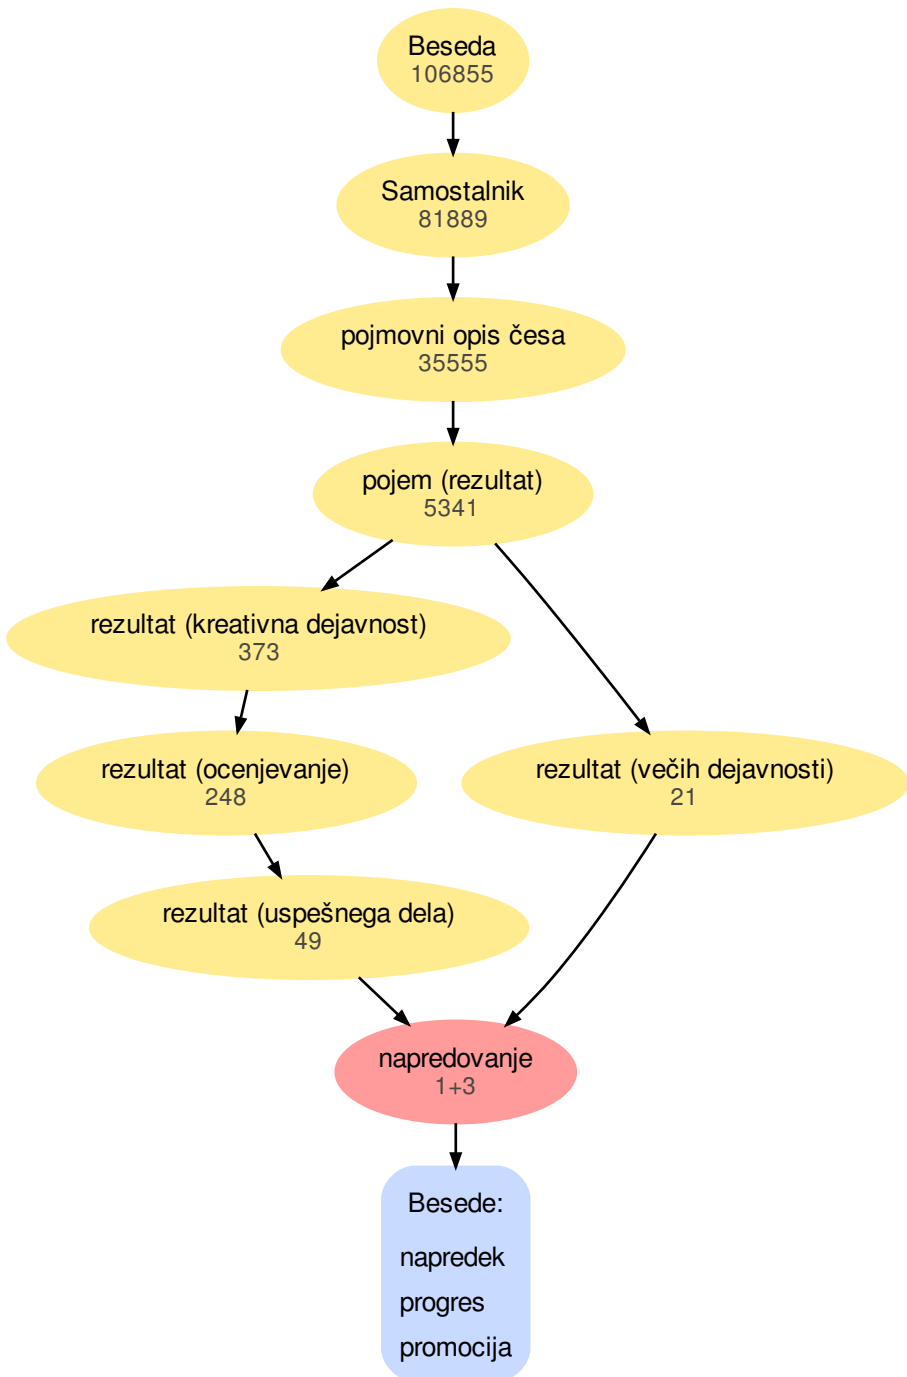 Beseda
106855
Samostalnik
81889
pojmovni opis česa
35555
pojem (rezultat)
5341
rezultat (kreativna dejavnost)
373
rezultat (ocenjevanje)
248
rezultat (večih dejavnosti)
21
rezultat (uspešnega dela)
49
napredovanje
1+3
Besede:
napredek
progres
promocija